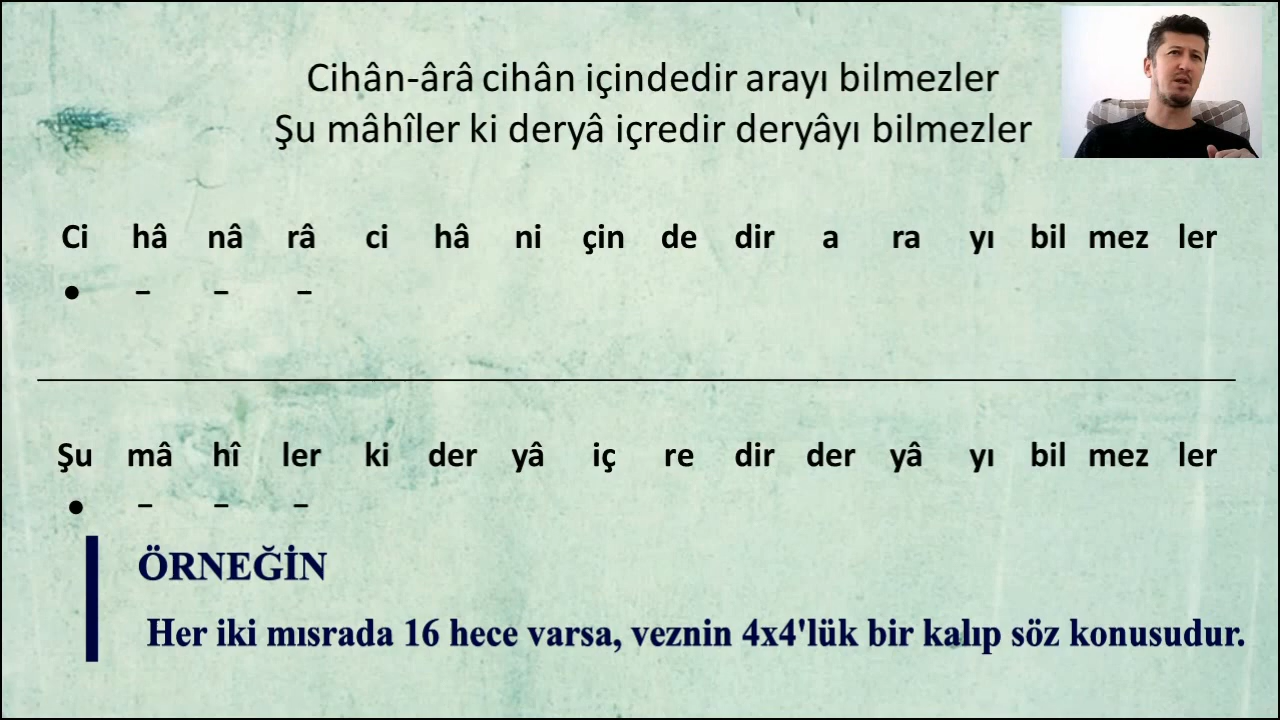 Cihân-ârâ cihân içindedir arayı bilmezler
Şu mâhîler ki deryâ içredir deryâyı bilmezler
Ci hâ nâ râ ci hâ ni çin de dir a ra yı bil mez ler
• – – –
Şu mâ hî ler ki der yâ iç re dir der yâ yı bil mez ler
• – – –
ÖRNEĞİN
Her iki mısrada 16 hece varsa, veznin 4x4'lük bir kalıp söz konusudur.